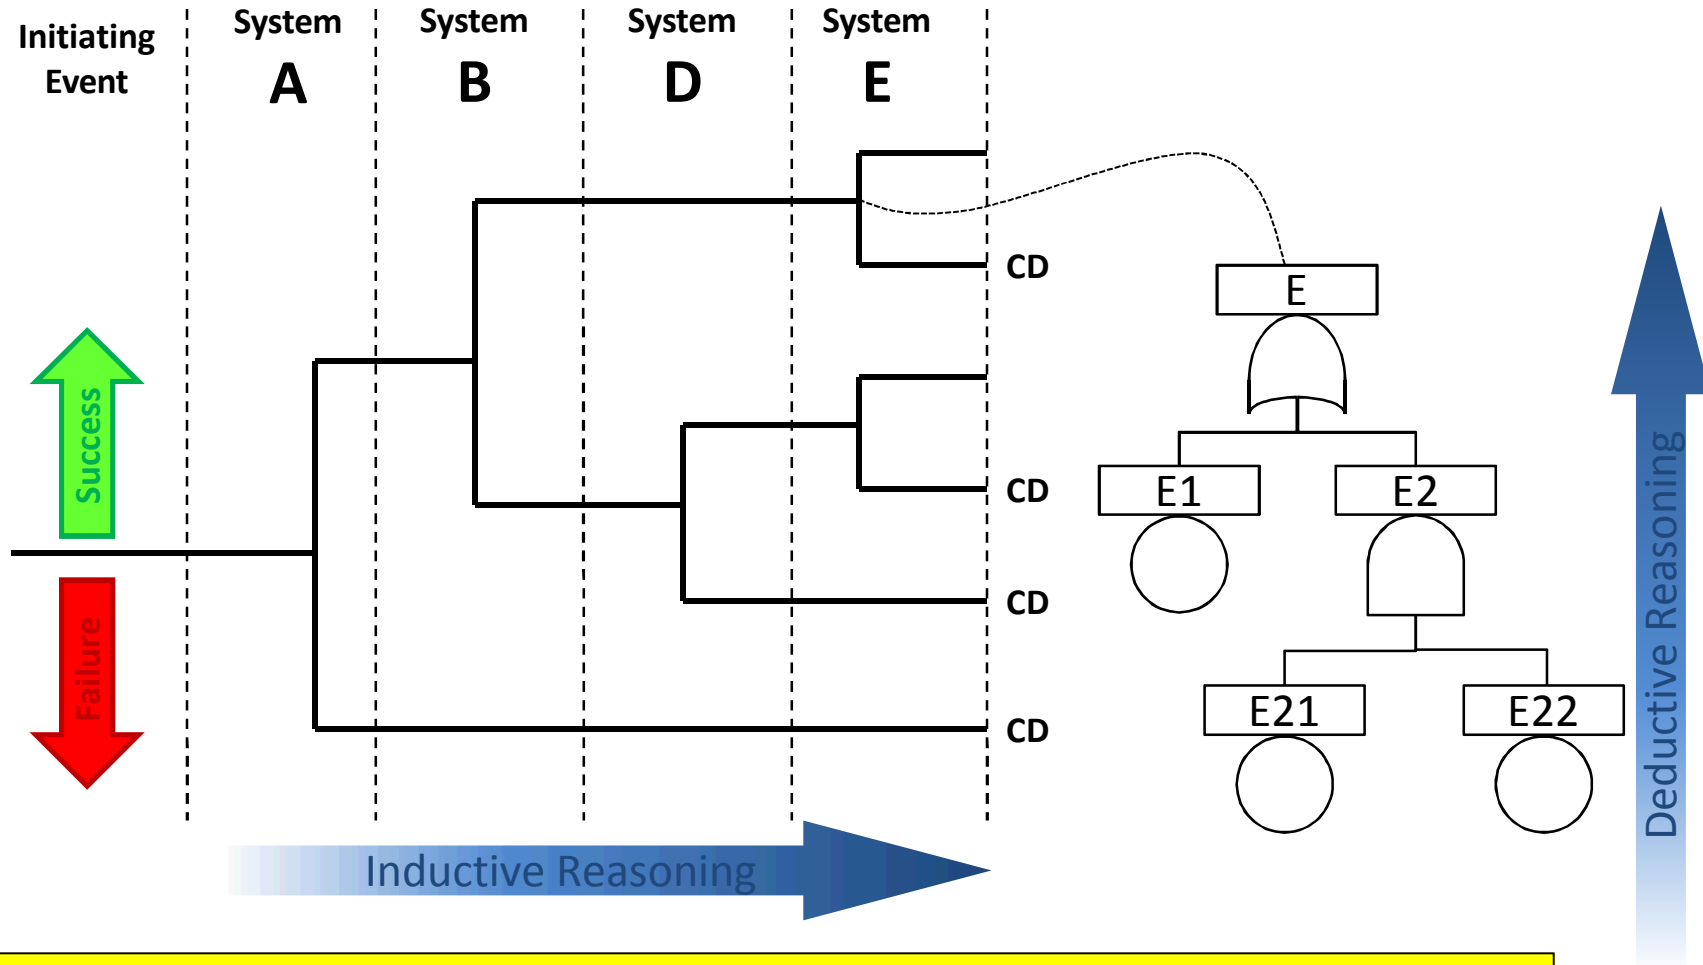 Initiating
Event
System
A
System
B
System
D
System
E
Success
Failure
CD
CD
CD
CD
E
E1
E2
E21
E22
Inductive Reasoning
Deductive Reasoning